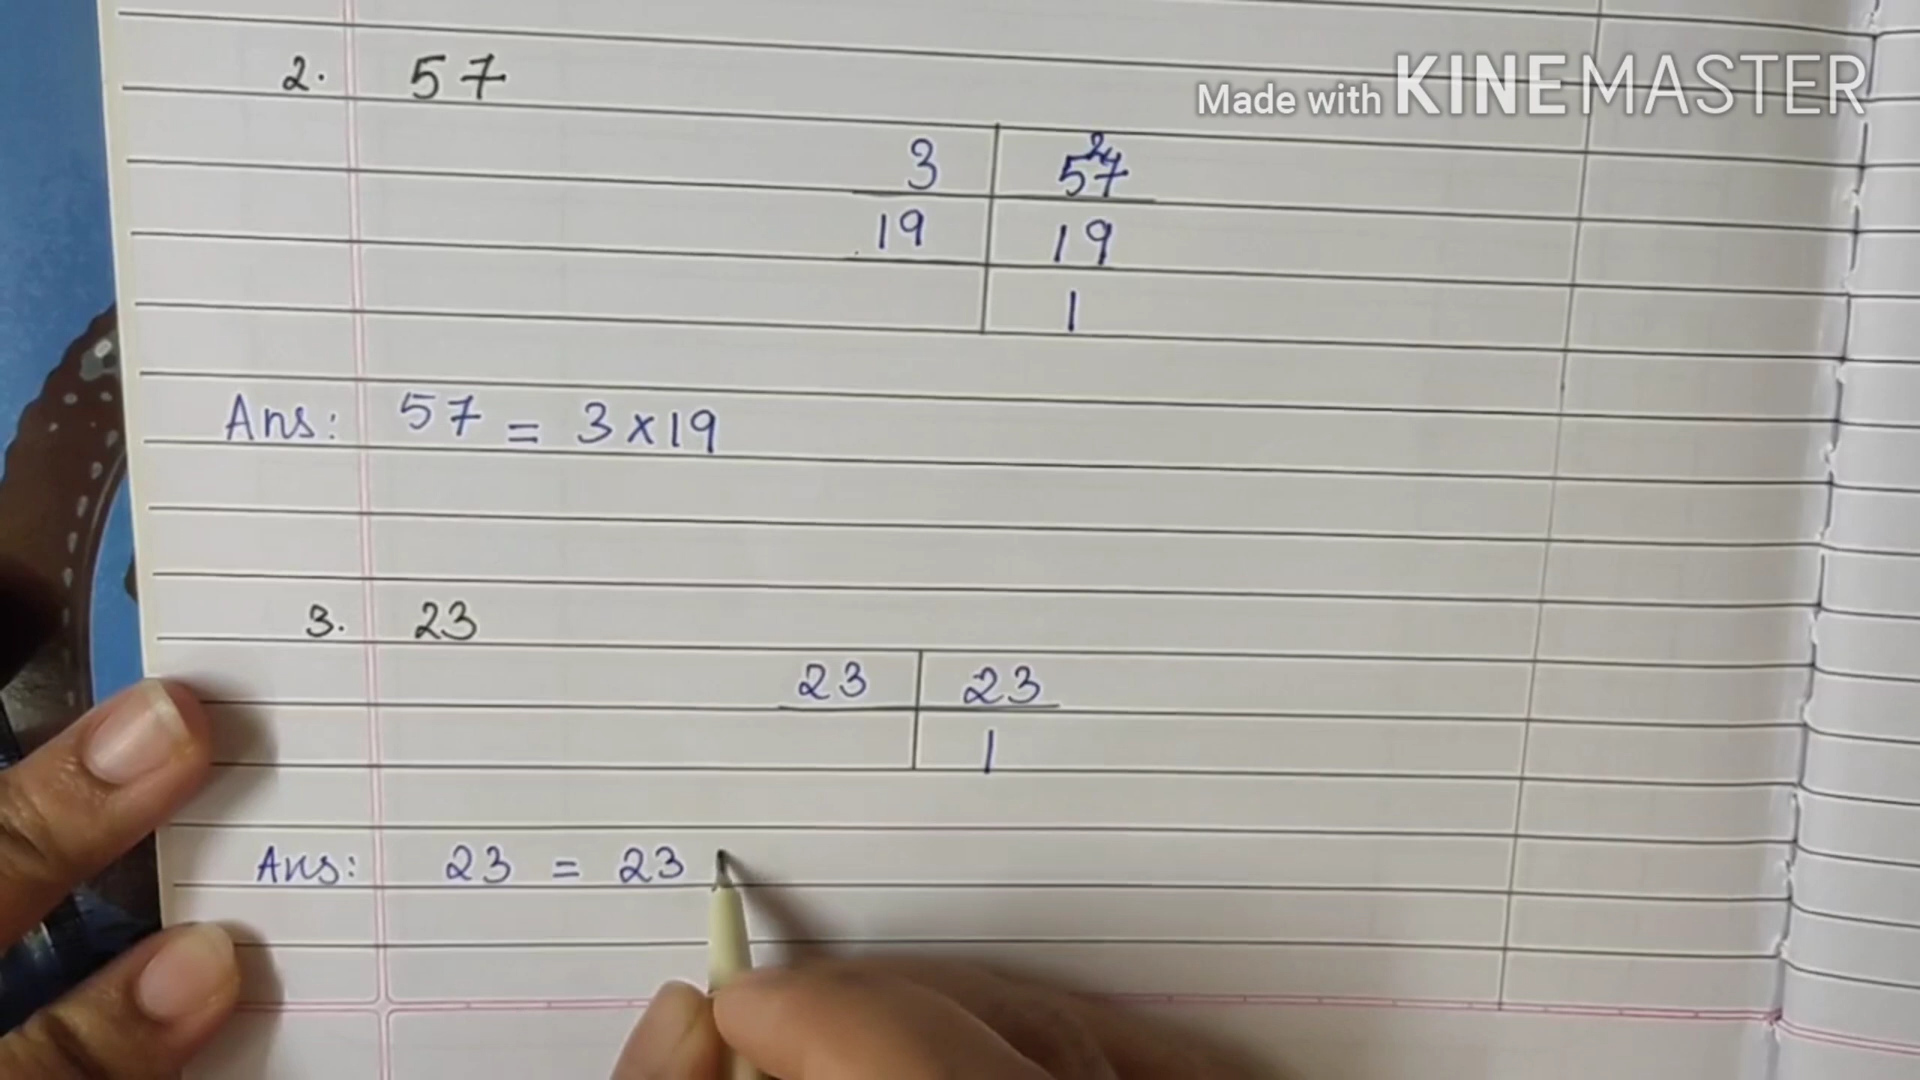 2. 57
Made with KINEMASTER
3 | 57
2
19 | 19
1
Ans: 57 = 3×19
3. 23
23 | 23
1
Ans: 23 = 23